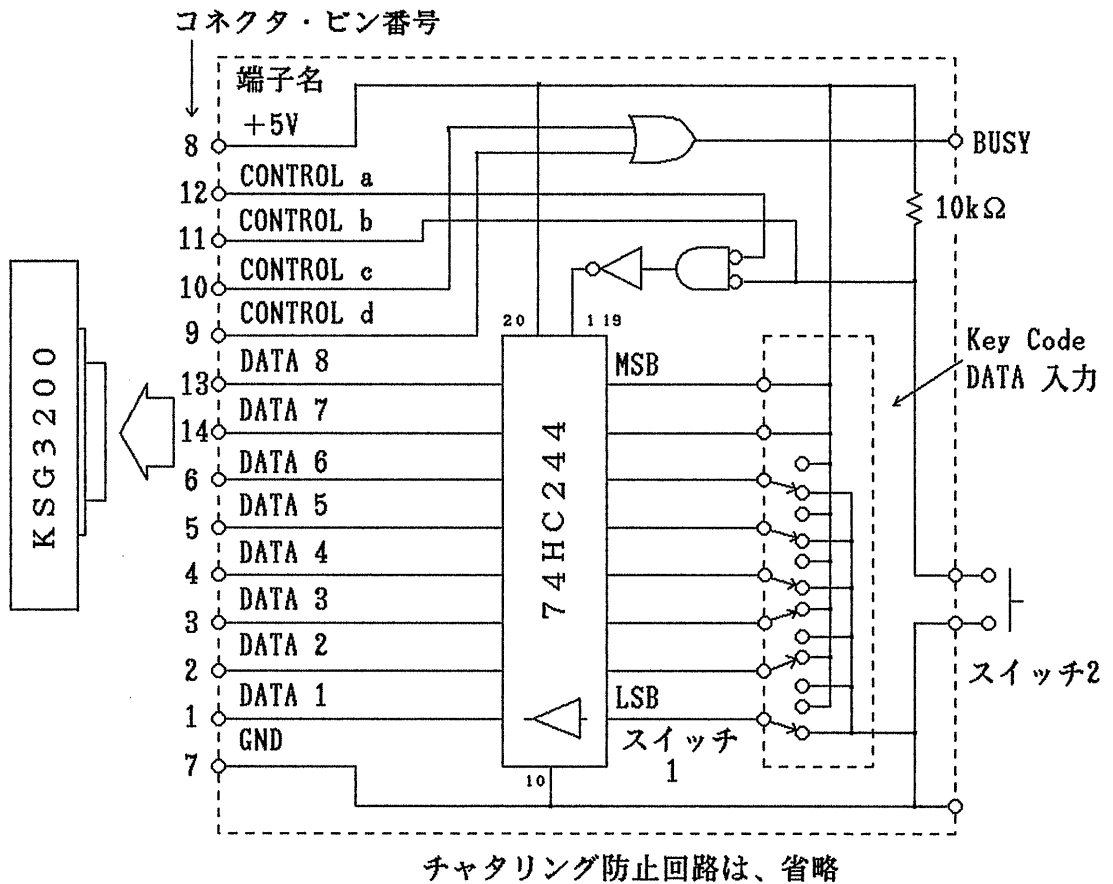 コネクタ・ピン番号
端子名
+5V
8
BUSY
CONTROL a
12
10kΩ
CONTROL b
11
CONTROL c
10
CONTROL d
9
20
1 19
Key Code
DATA 入力
DATA 8
13
MSB
DATA 7
14
KSG3200
74HC244
DATA 6
6
DATA 5
5
DATA 4
4
DATA 3
3
DATA 2
2
スイッチ2
DATA 1
1
LSB
スイッチ
1
GND
7
10
チャタリング防止回路は、省略